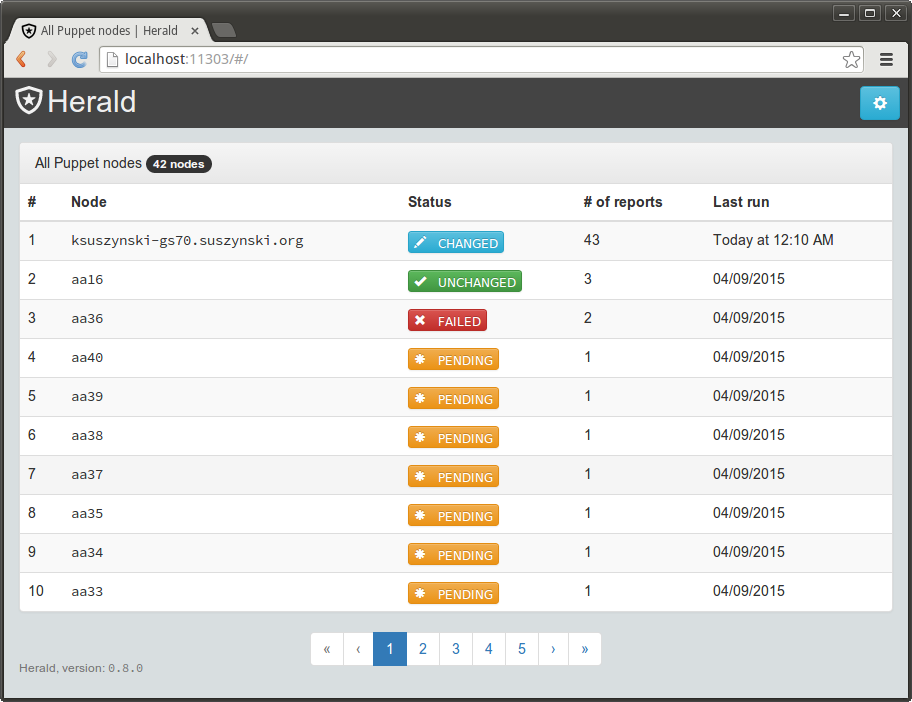 All Puppet nodes | Herald
localhost:11303/#/
Herald
All Puppet nodes 42 nodes
# Node Status # of reports Last run
1 ksuszynski-gs70.suszynski.org CHANGED 43 Today at 12:10 AM
2 aa16 UNCHANGED 3 04/09/2015
3 aa36 FAILED 2 04/09/2015
4 aa40 PENDING 1 04/09/2015
5 aa39 PENDING 1 04/09/2015
6 aa38 PENDING 1 04/09/2015
7 aa37 PENDING 1 04/09/2015
8 aa35 PENDING 1 04/09/2015
9 aa34 PENDING 1 04/09/2015
10 aa33 PENDING 1 04/09/2015
« ‹ 1 2 3 4 5 › »
Herald, version: 0.8.0